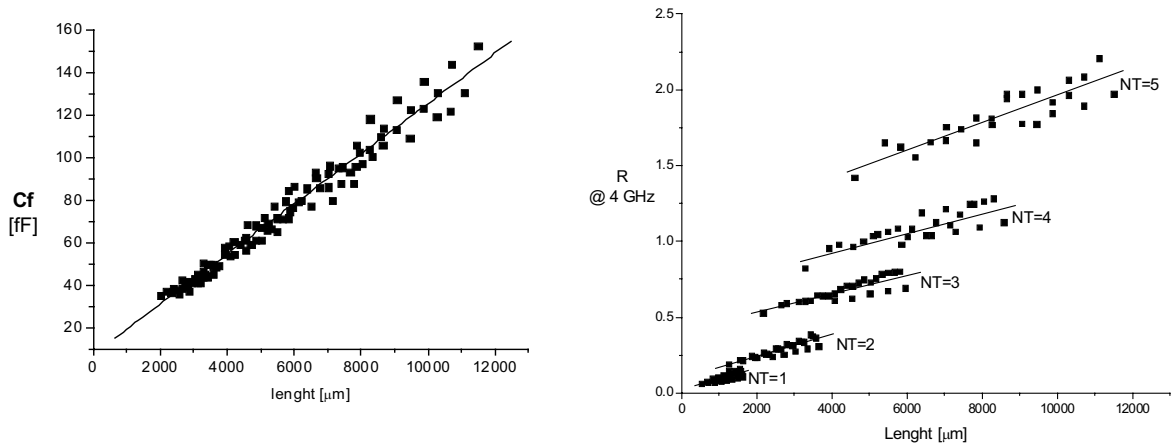 160
140
120
100
80
60
40
20
Cf
[fF]
0 2000 4000 6000 8000 10000 12000
lenght [μm]
2.5
2.0
1.5
1.0
0.5
0.0
R
@ 4 GHz
NT=5
NT=4
NT=3
NT=2
NT=1
0 2000 4000 6000 8000 10000 12000
Lenght [μm]